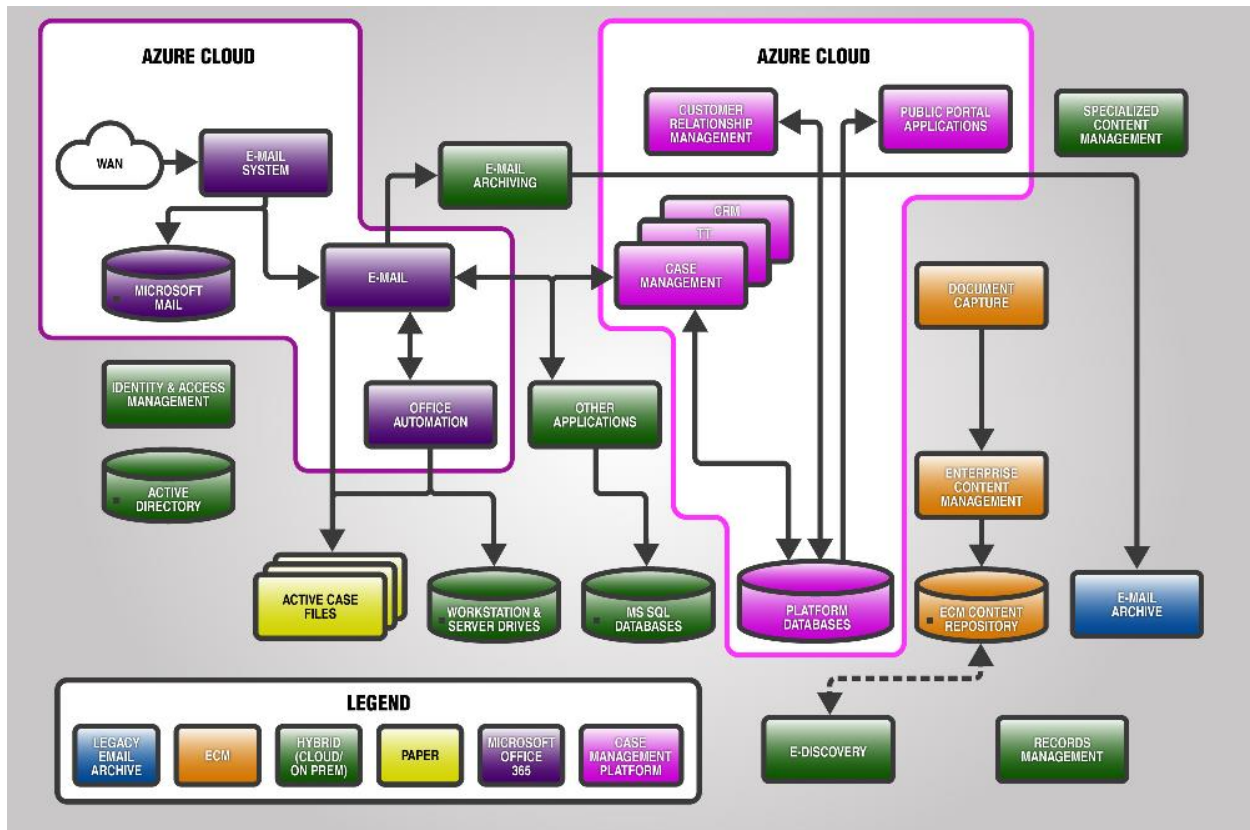 AZURE CLOUD
AZURE CLOUD
CUSTOMER
RELATIONSHIP
MANAGEMENT
PUBLIC PORTAL
APPLICATIONS
SPECIALIZED
CONTENT
MANAGEMENT
WAN
E-MAIL
SYSTEM
E-MAIL
ARCHIVING
CRM
TT
CASE
MANAGEMENT
E-MAIL
MICROSOFT
MAIL
DOCUMENT
CAPTURE
IDENTITY & ACCESS
MANAGEMENT
OFFICE
AUTOMATION
OTHER
APPLICATIONS
ACTIVE
DIRECTORY
ENTERPRISE
CONTENT
MANAGEMENT
ACTIVE CASE
FILES
WORKSTATION &
SERVER DRIVES
MS SQL
DATABASES
PLATFORM
DATABASES
ECM CONTENT
REPOSITORY
E-MAIL
ARCHIVE
LEGEND
LEGACY
EMAIL
ARCHIVE
ECM
HYBRID
(CLOUD/
ON PREM)
PAPER
MICROSOFT
OFFICE
365
CASE
MANAGEMENT
PLATFORM
E-DISCOVERY
RECORDS
MANAGEMENT